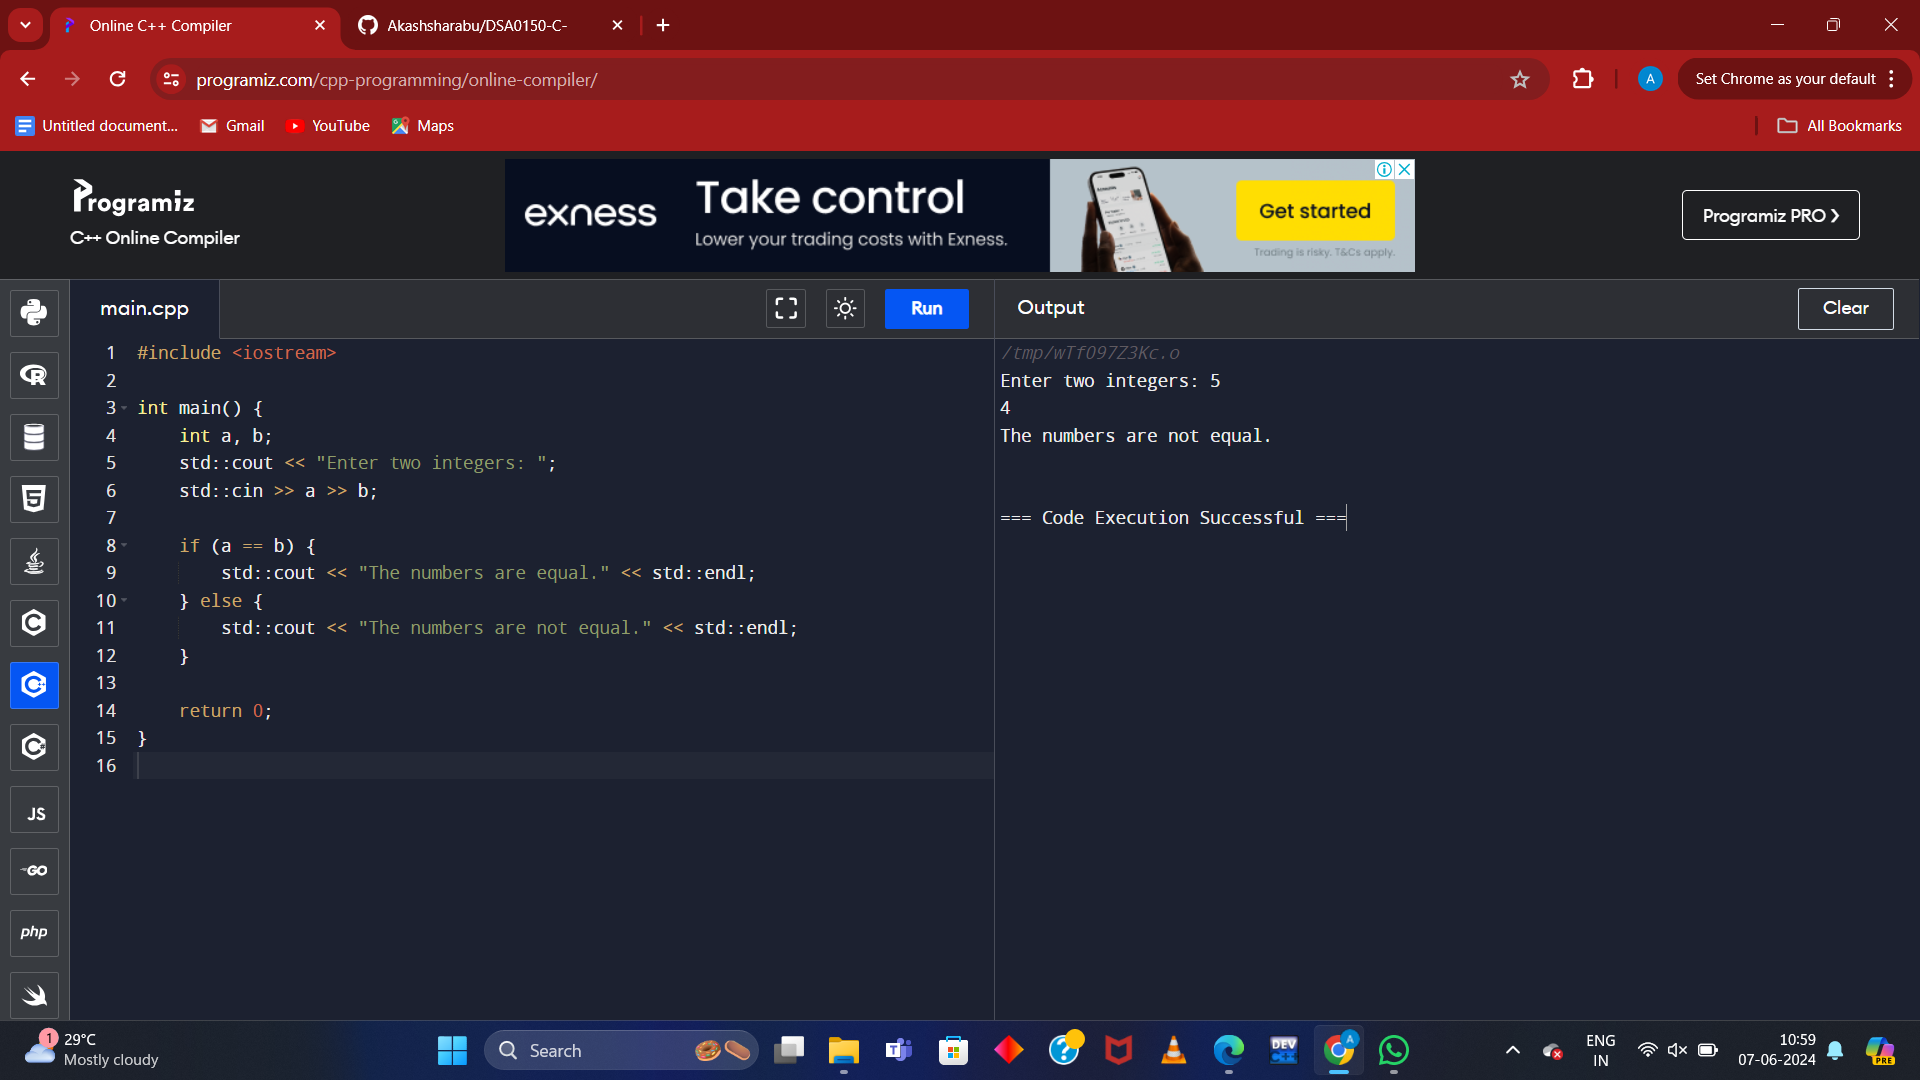 Online C++ Compiler
Akashsharabu/DSA0150-C-
programiz.com/cpp-programming/online-compiler/
A
Set Chrome as your default
Untitled document...
Gmail
YouTube
Maps
All Bookmarks
Programiz
C++ Online Compiler
exness
Take control
Lower your trading costs with Exness.
Get started
Trading is risky. T&Cs apply.
Programiz PRO
main.cpp
Run
Output
Clear
1 #include <iostream>
2
3 int main() {
4 int a, b;
5 std::cout << "Enter two integers: ";
6 std::cin >> a >> b;
7
8 if (a == b) {
9 std::cout << "The numbers are equal." << std::endl;
10 } else {
11 std::cout << "The numbers are not equal." << std::endl;
12 }
13
14 return 0;
15 }
16
/tmp/wTfO97Z3Kc.o
Enter two integers: 5
4
The numbers are not equal.
=== Code Execution Successful ===
JS
GO
php
1
29°C
Mostly cloudy
Search
DEV
C++
A
ENG
IN
10:59
07-06-2024
PRE